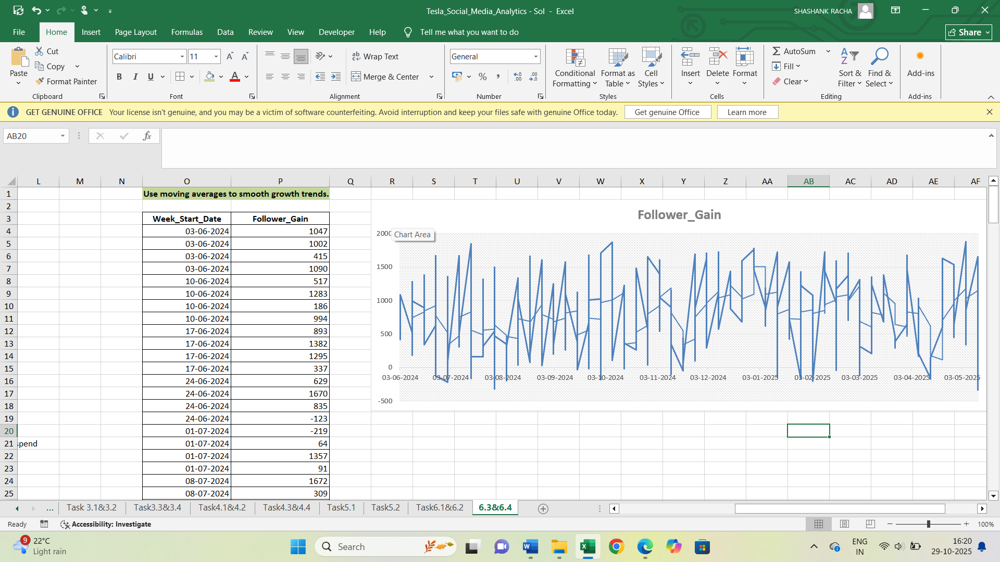 Tesla_Social_Media_Analytics - Sol - Excel
SHASHANK RACHA
File Home Insert Page Layout Formulas Data Review View Developer Help Tell me what you want to do
Share
Paste
Cut
Copy
Format Painter
Clipboard
Calibri 11
B I U
Font
Wrap Text
Merge & Center
Alignment
General
Number
Conditional Formatting
Format as Table
Cell Styles
Styles
Insert Delete Format
Cells
AutoSum
Fill
Clear
Sort & Filter
Find & Select
Editing
Add-ins
Add-ins
GET GENUINE OFFICE Your license isn't genuine, and you may be a victim of software counterfeiting. Avoid interruption and keep your files safe with genuine Office today. Get genuine Office Learn more
AB20
fx
L M N O P Q R S T U V W X Y Z AA AB AC AD AE AF
1 Use moving averages to smooth growth trends.
2
3 Week_Start_Date Follower_Gain
4 03-06-2024 1047
5 03-06-2024 1002
6 03-06-2024 415
7 03-06-2024 1090
8 10-06-2024 517
9 10-06-2024 1283
10 10-06-2024 186
11 10-06-2024 994
12 17-06-2024 893
13 17-06-2024 1382
14 17-06-2024 1295
15 17-06-2024 337
16 24-06-2024 629
17 24-06-2024 1670
18 24-06-2024 835
19 24-06-2024 -123
20 01-07-2024 -219
21 spend 01-07-2024 64
22 01-07-2024 1357
23 01-07-2024 91
24 08-07-2024 1672
25 08-07-2024 309
Follower_Gain
Chart Area
2000
1500
1000
500
0
-500
03-06-2024 03-07-2024 03-08-2024 03-09-2024 03-10-2024 03-11-2024 03-12-2024 03-01-2025 03-02-2025 03-03-2025 03-04-2025 03-05-2025
... Task 3.1&3.2 Task3.3&3.4 Task4.1&4.2 Task4.3&4.4 Task5.1 Task5.2 Task6.1&6.2 6.3&6.4
Ready Accessibility: Investigate 100%
9
22°C
Light rain
Search
ENG
IN
16:20
29-10-2025